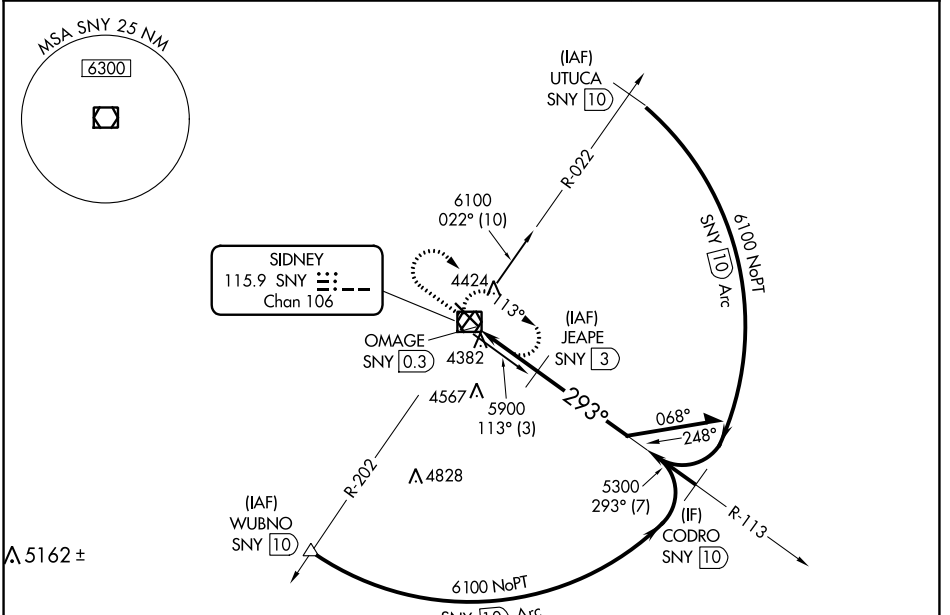 MSA SNY 25 NM
6300
(IAF)
UTUCA
SNY 10
R-022
6100
022° (10)
6100 NoPT
SNY 10 Arc
SIDNEY
115.9 SNY
Chan 106
4424
113°
OMAGE
SNY 0.3
4382
(IAF)
JEAPE
SNY 3
4567
5900
113° (3)
293°
068°
248°
R-202
4828
5300
293° (7)
(IF)
CODRO
SNY 10
R-113
(IAF)
WUBNO
SNY 10
5162 ±
6100 NoPT
SNY 10 Arc